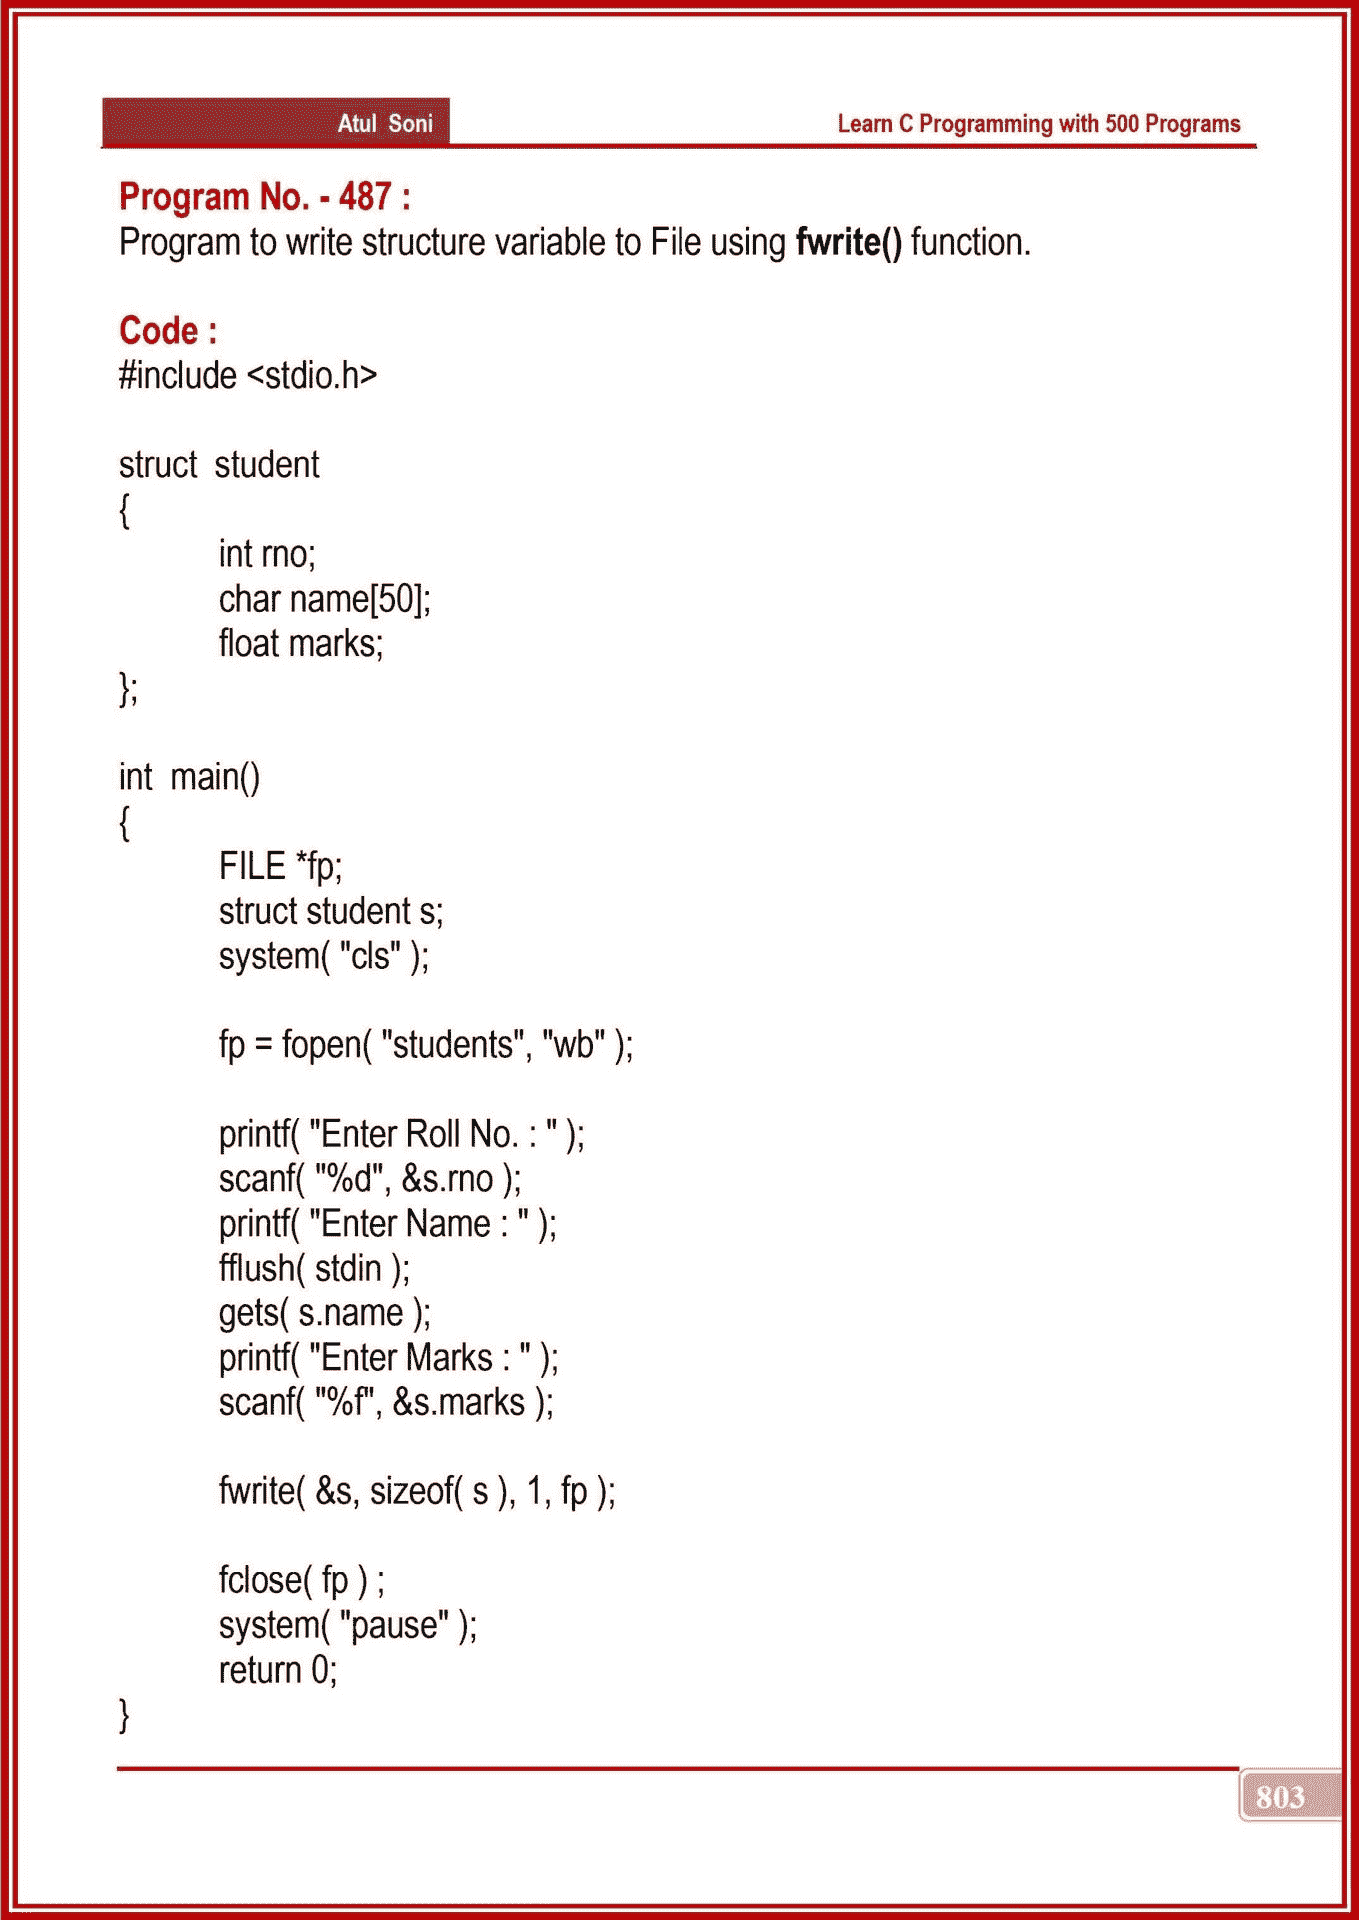 Atul  Soni
Learn C Programming with 500 Programs
Program No. - 487 :
Program to write structure variable to File using fwrite() function.
Code :
#include <stdio.h>
struct  student
{
int rno;
char name[50];
float marks;
};
int  main()
{
FILE *fp;
struct student s;
system( "cls" );
fp = fopen( "students", "wb" );
printf( "Enter Roll No. : " );
scanf( "%d", &s.rno );
printf( "Enter Name : " );
fflush( stdin );
gets( s.name );
printf( "Enter Marks : " );
scanf( "%f", &s.marks );
fwrite( &s, sizeof( s ), 1, fp );
fclose( fp ) ;
system( "pause" );
return 0;
}
803